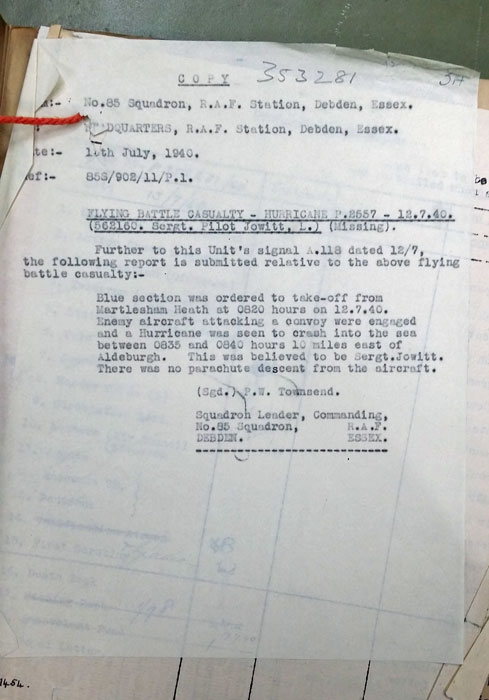 COPY 353281 5A
No.85 Squadron, R.A.F. Station, Debden, Essex.
HEADQUARTERS, R.A.F. Station, Debden, Essex.
te:- 16th July, 1940.
ef:- 85S/902/11/P.1.
FLYING BATTLE CASUALTY - HURRICANE P.2557 - 12.7.40.
(562160. Sergt. Pilot Jowitt, L.) (Missing).
Further to this Unit's signal A.118 dated 12/7,
the following report is submitted relative to the above flying
battle casualty:-
Blue section was ordered to take-off from
Martlesham Heath at 0820 hours on 12.7.40.
Enemy aircraft attacking a convoy were engaged
and a Hurricane was seen to crash into the sea
between 0835 and 0840 hours 10 miles east of
Aldeburgh. This was believed to be Sergt.Jowitt.
There was no parachute descent from the aircraft.
(Sgd.) P.W. Townsend.
Squadron Leader, Commanding,
No.85 Squadron, R.A.F.
DEBDEN. ESSEX.